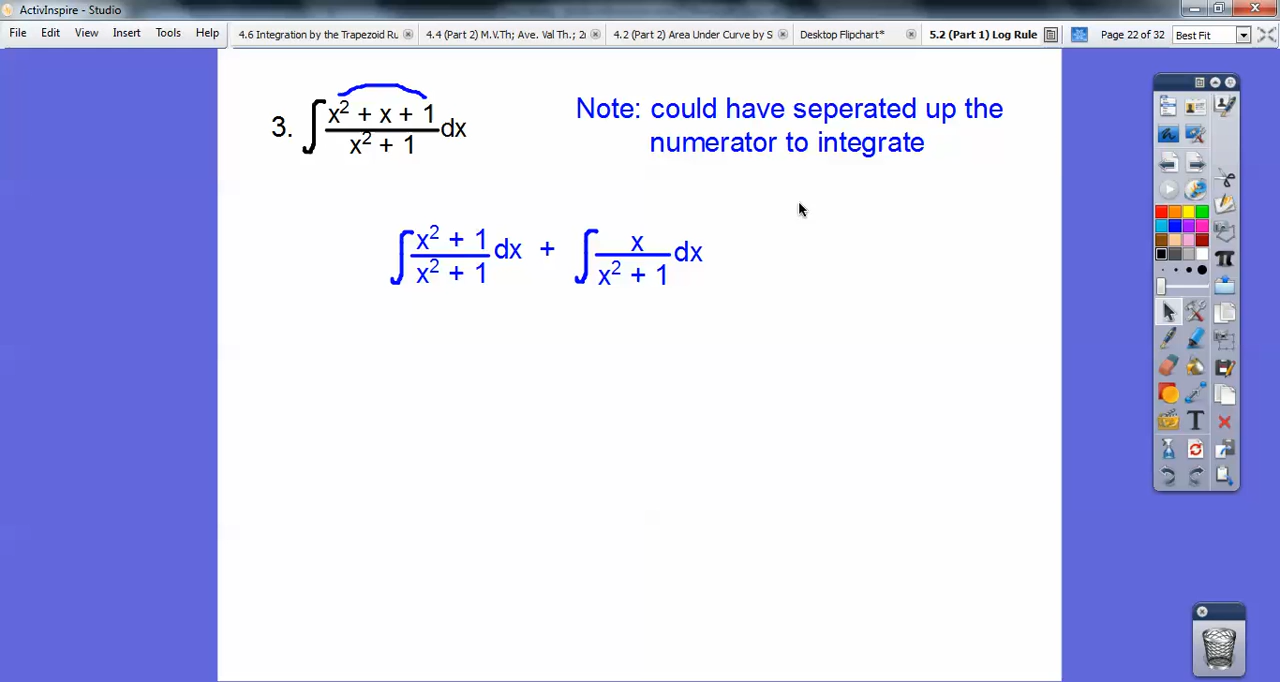 ActivInspire - Studio
File Edit View Insert Tools Help
4.6 Integration by the Trapezoid Ru
4.4 (Part 2) M.V.Th; Ave. Val Th.; 2
4.2 (Part 2) Area Under Curve by S
Desktop Flipchart*
5.2 (Part 1) Log Rule
Page 22 of 32
Best Fit
3. ∫ (x² + x + 1)/(x² + 1) dx
Note: could have seperated up the
numerator to integrate
∫ (x² + 1)/(x² + 1) dx + ∫ x/(x² + 1) dx